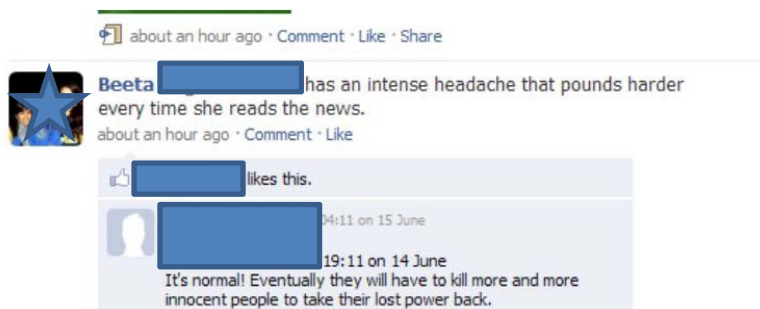 about an hour ago · Comment · Like · Share
Beeta has an intense headache that pounds harder
every time she reads the news.
about an hour ago · Comment · Like
likes this.
04:11 on 15 June
19:11 on 14 June
It's normal! Eventually they will have to kill more and more
innocent people to take their lost power back.